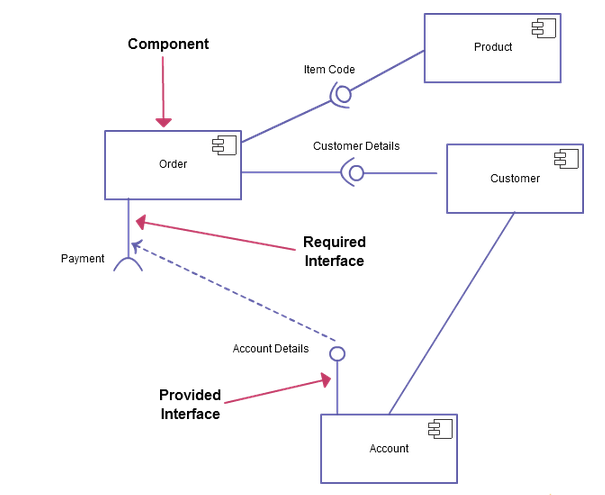 Component
Product
Item Code
Customer Details
Order
Customer
Required
Interface
Payment
Account Details
Provided
Interface
Account